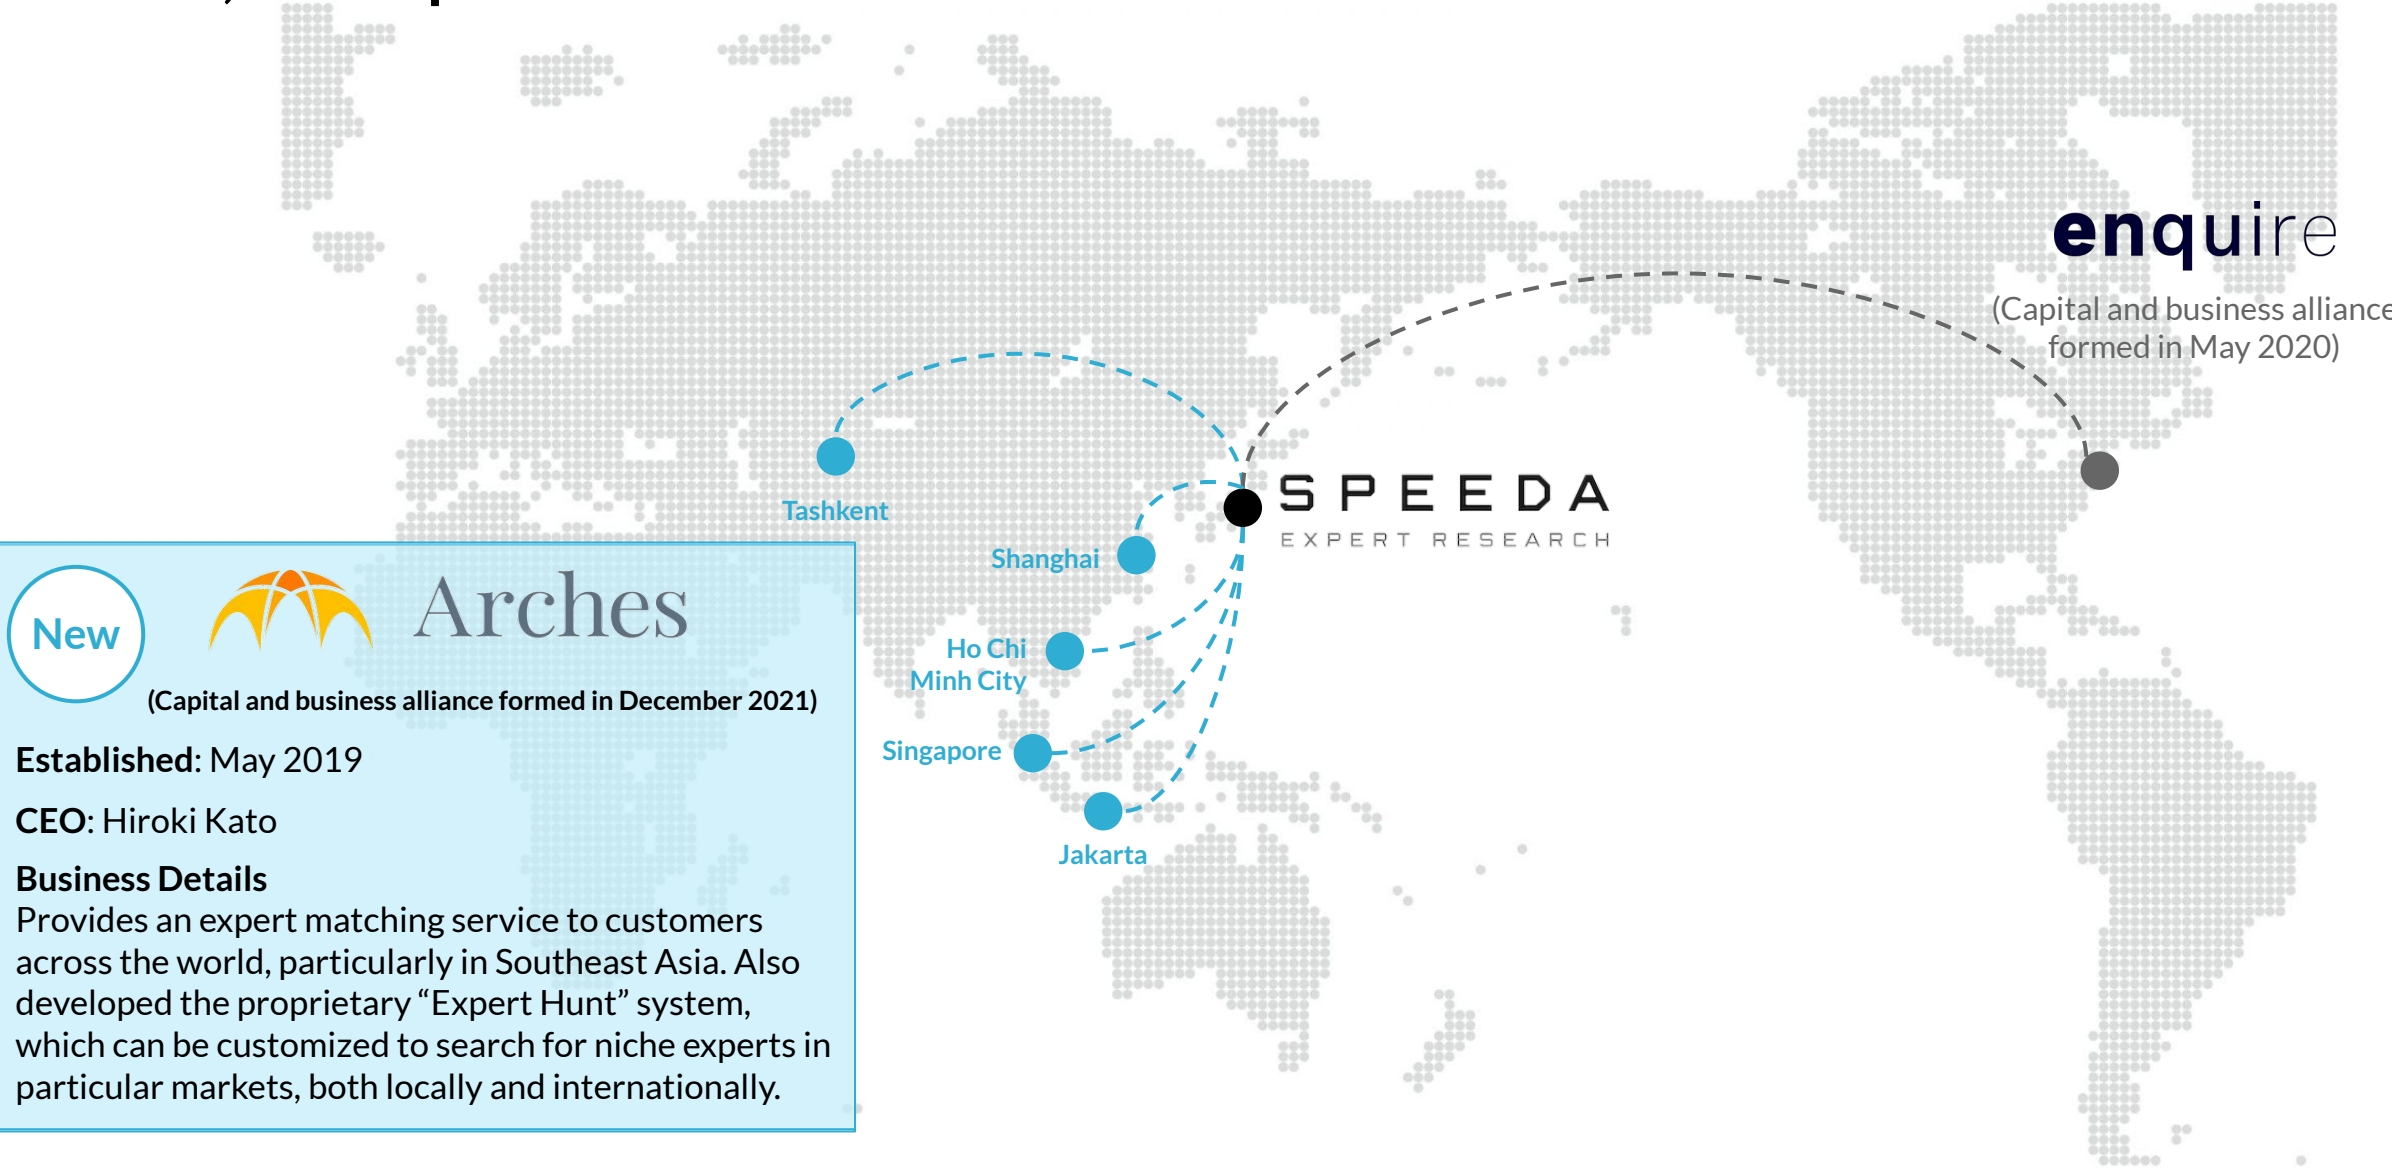 enquire
(Capital and business alliance
formed in May 2020)
Tashkent
SPEEDA
EXPERT RESEARCH
Shanghai
Ho Chi
Minh City
Singapore
Jakarta
New
Arches
(Capital and business alliance formed in December 2021)
Established: May 2019
CEO: Hiroki Kato
Business Details
Provides an expert matching service to customers
across the world, particularly in Southeast Asia. Also
developed the proprietary “Expert Hunt” system,
which can be customized to search for niche experts in
particular markets, both locally and internationally.